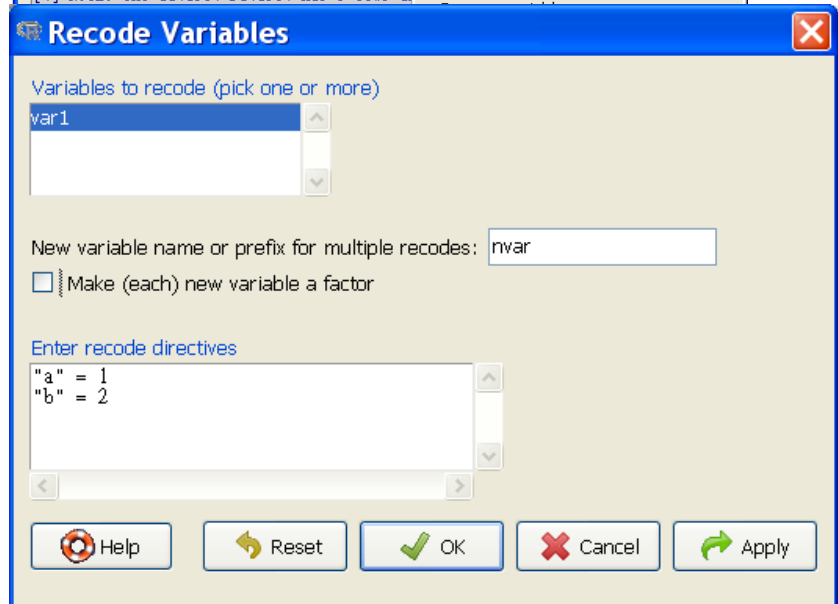 Recode Variables
Variables to recode (pick one or more)
var1
New variable name or prefix for multiple recodes: nvar
Make (each) new variable a factor
Enter recode directives
"a" = 1
"b" = 2
Help Reset OK Cancel Apply